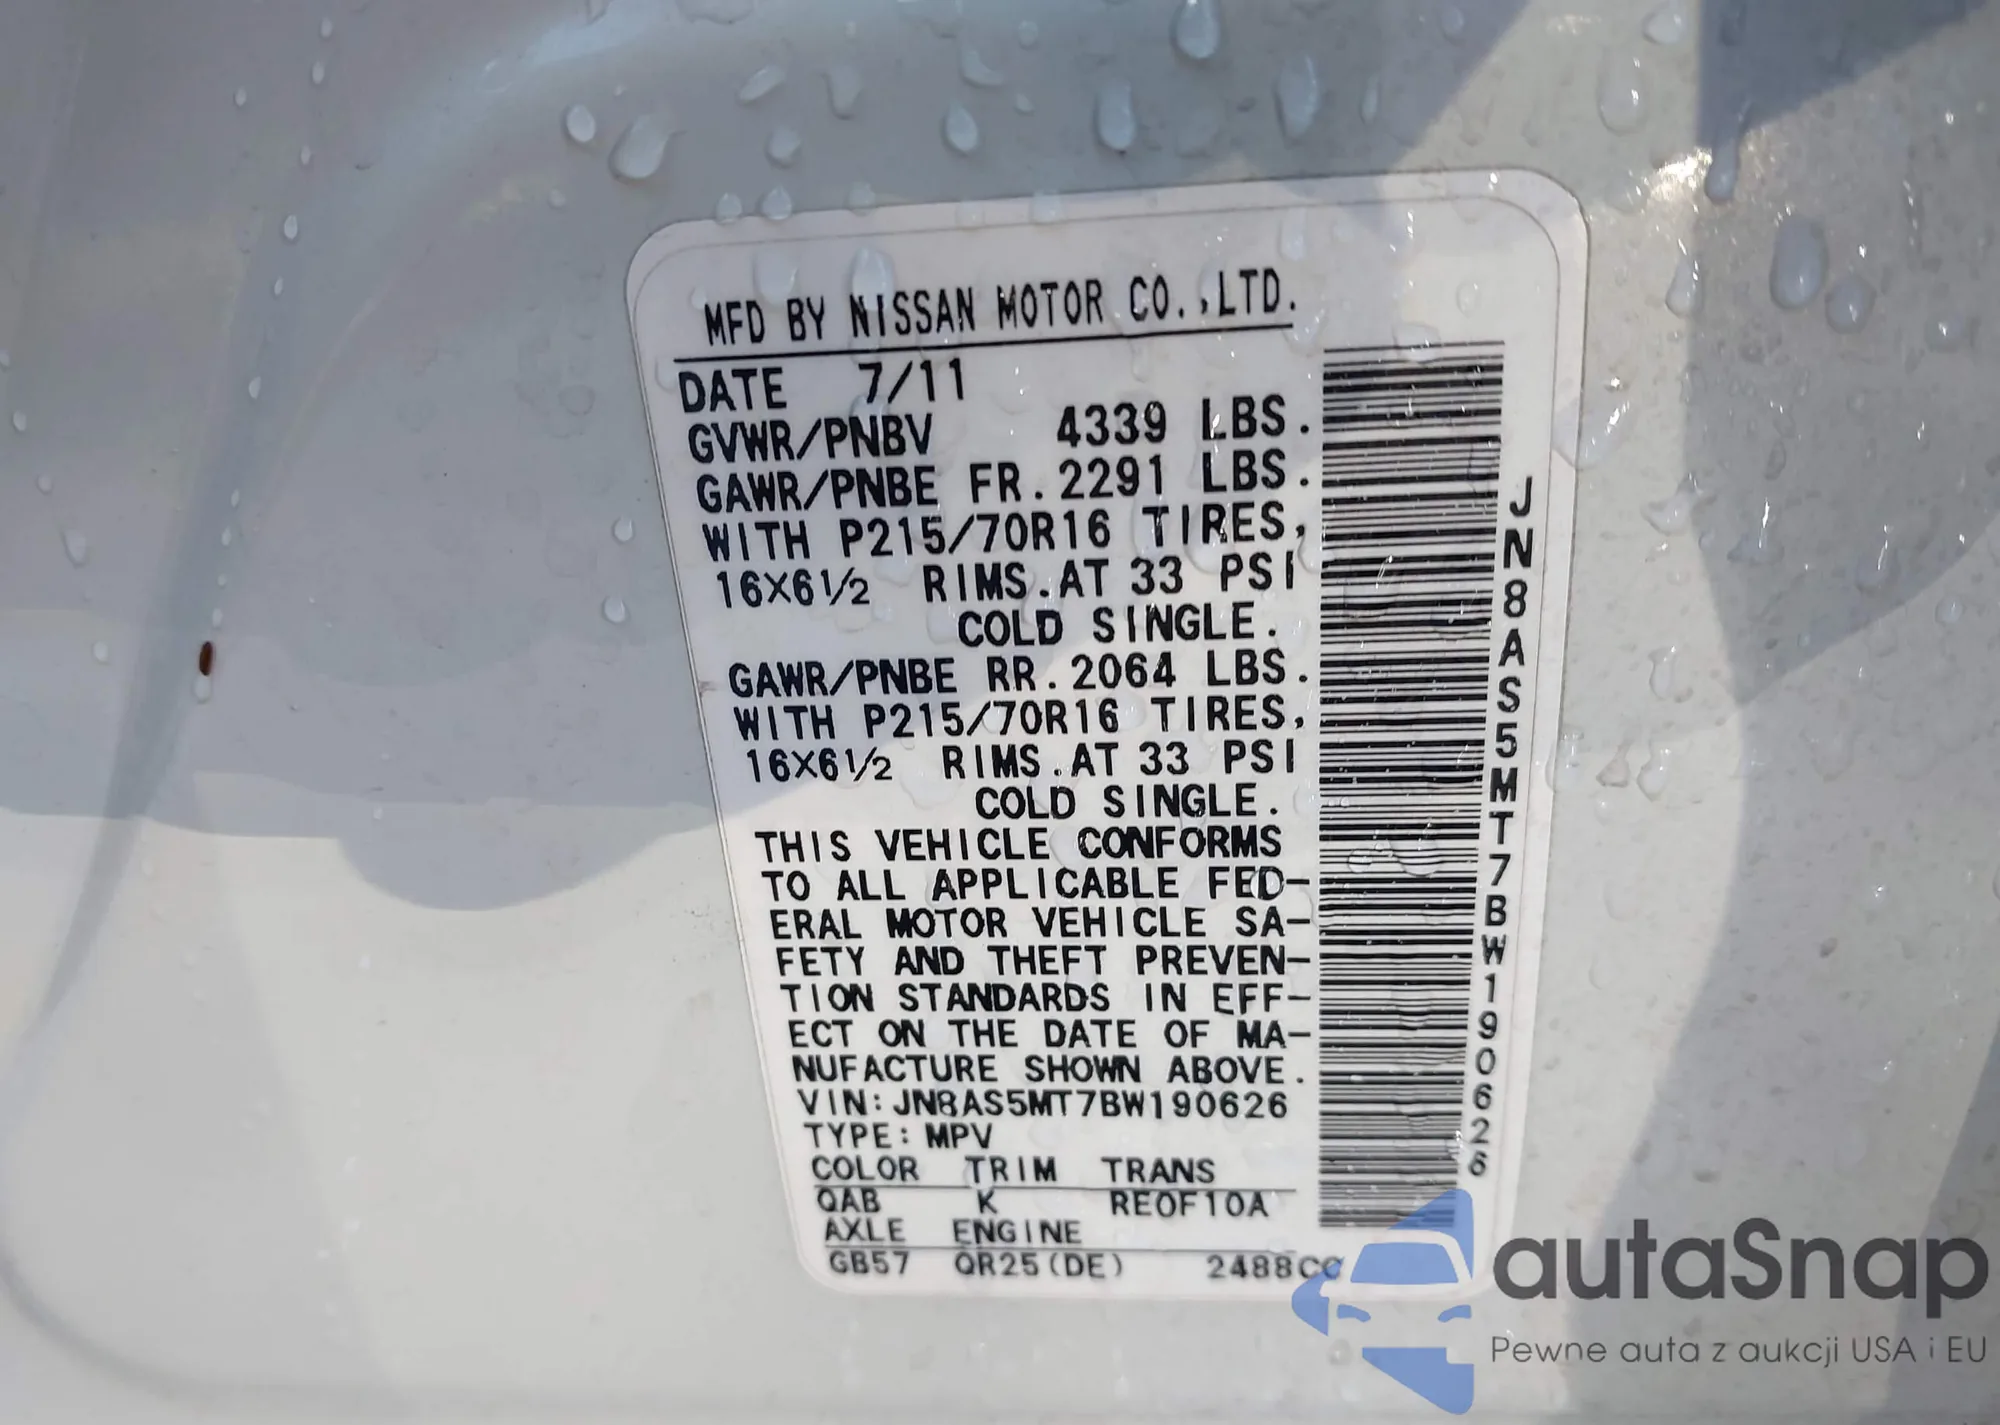 MFD BY NISSAN MOTOR CO.,LTD.
DATE 7/11
GVWR/PNBV 4339 LBS.
GAWR/PNBE FR.2291 LBS.
WITH P215/70R16 TIRES,
16X6½ RIMS.AT 33 PSI
COLD SINGLE.
GAWR/PNBE RR.2064 LBS.
WITH P215/70R16 TIRES,
16X6½ RIMS.AT 33 PSI
COLD SINGLE.
THIS VEHICLE CONFORMS
TO ALL APPLICABLE FED-
ERAL MOTOR VEHICLE SA-
FETY AND THEFT PREVEN-
TION STANDARDS IN EFF-
ECT ON THE DATE OF MA-
NUFACTURE SHOWN ABOVE.
VIN:JN8AS5MT7BW190626
TYPE:MPV
COLOR TRIM TRANS
QAB K RE0F10A
AXLE ENGINE
GB57 QR25(DE) 2488CC
JN8AS5MT7BW190626
autaSnap
Pewne auta z aukcji USA i EU